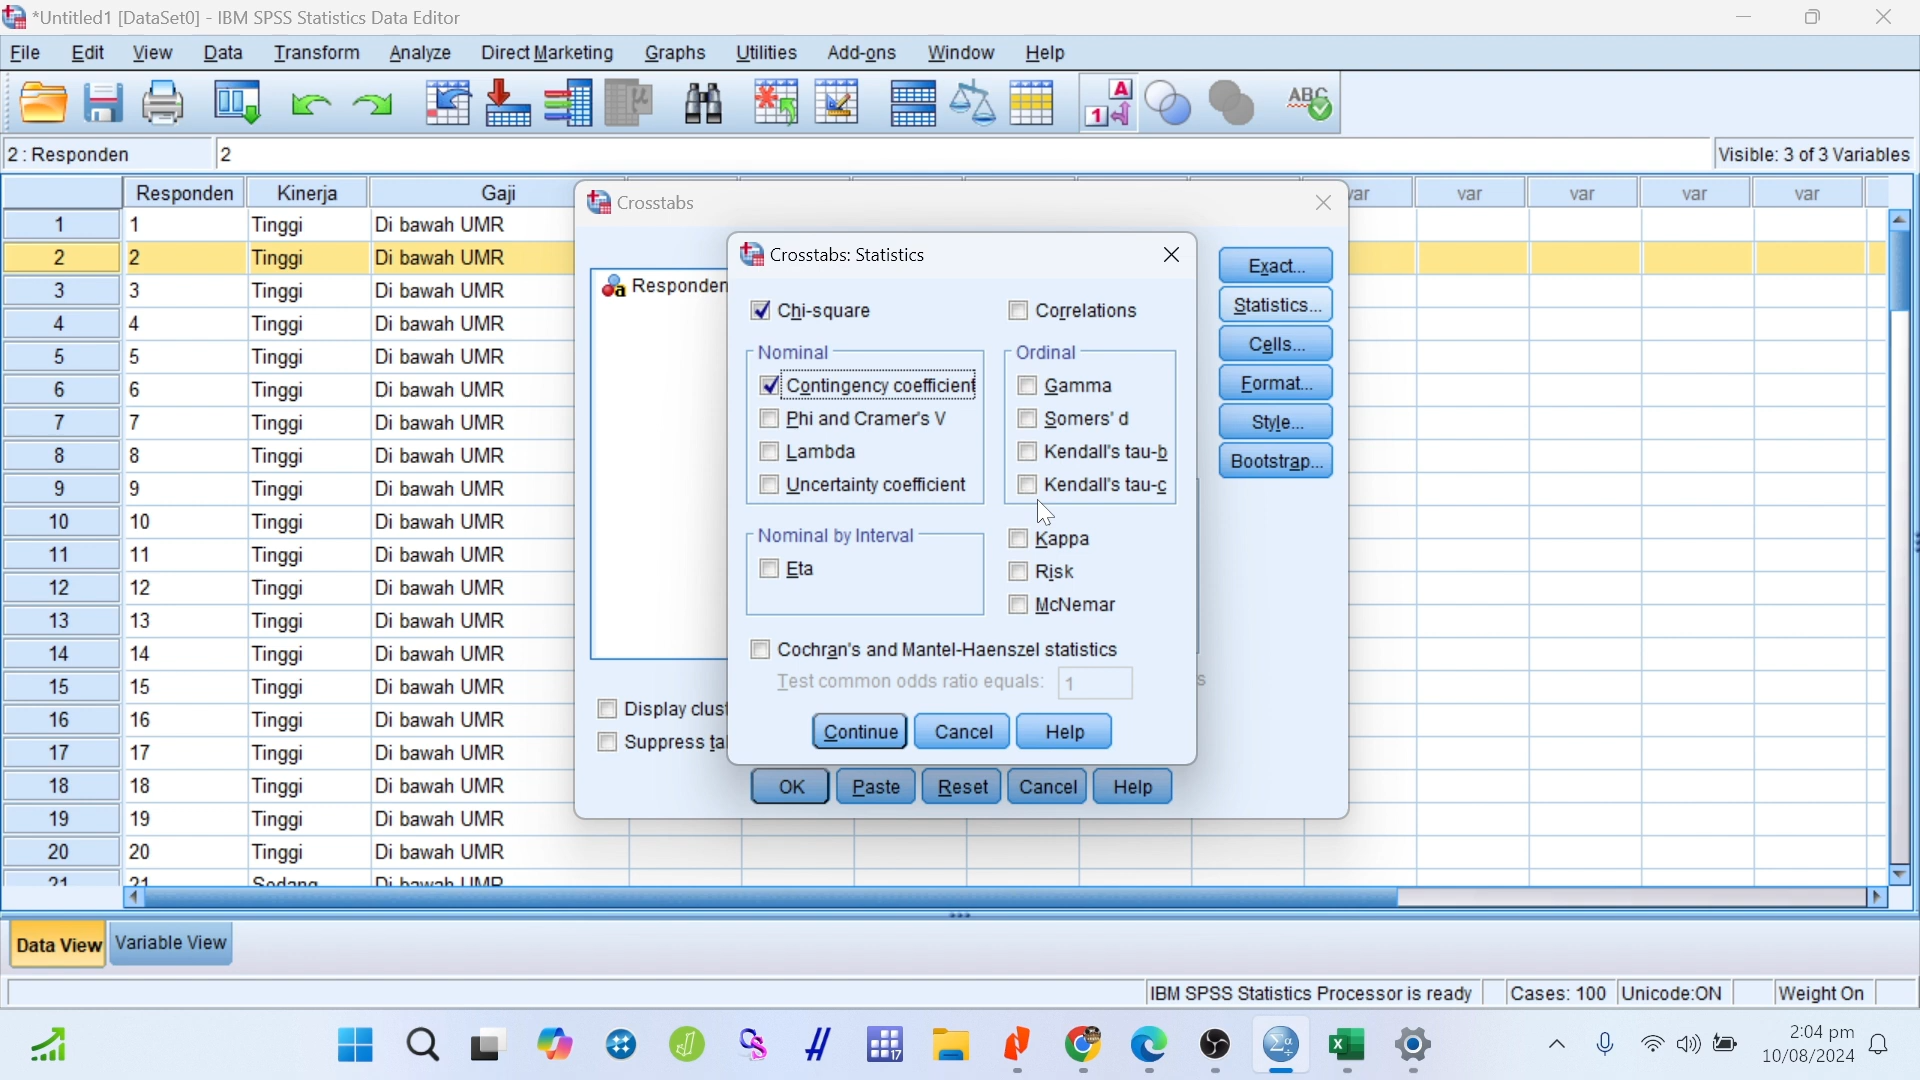 *Untitled1 [DataSet0] - IBM SPSS Statistics Data Editor
File Edit View Data Transform Analyze Direct Marketing Graphs Utilities Add-ons Window Help
2 : Responden 2 Visible: 3 of 3 Variables
Responden Kinerja Gaji var var var var var
1 1 Tinggi Di bawah UMR
2 2 Tinggi Di bawah UMR
3 3 Tinggi Di bawah UMR
4 4 Tinggi Di bawah UMR
5 5 Tinggi Di bawah UMR
6 6 Tinggi Di bawah UMR
7 7 Tinggi Di bawah UMR
8 8 Tinggi Di bawah UMR
9 9 Tinggi Di bawah UMR
10 10 Tinggi Di bawah UMR
11 11 Tinggi Di bawah UMR
12 12 Tinggi Di bawah UMR
13 13 Tinggi Di bawah UMR
14 14 Tinggi Di bawah UMR
15 15 Tinggi Di bawah UMR
16 16 Tinggi Di bawah UMR
17 17 Tinggi Di bawah UMR
18 18 Tinggi Di bawah UMR
19 19 Tinggi Di bawah UMR
20 20 Tinggi Di bawah UMR
21 21 Sedang Di bawah UMR
Crosstabs
Responden
Display clust
Suppress ta
Exact...
Statistics...
Cells...
Format...
Style...
Bootstrap...
OK Paste Reset Cancel Help
Crosstabs: Statistics
Chi-square Correlations
Nominal Ordinal
Contingency coefficient Gamma
Phi and Cramer's V Somers' d
Lambda Kendall's tau-b
Uncertainty coefficient Kendall's tau-c
Nominal by Interval Kappa
Eta Risk
McNemar
Cochran's and Mantel-Haenszel statistics
Test common odds ratio equals: 1
Continue Cancel Help
Data View Variable View
IBM SPSS Statistics Processor is ready Cases: 100 Unicode:ON Weight On
2:04 pm
10/08/2024